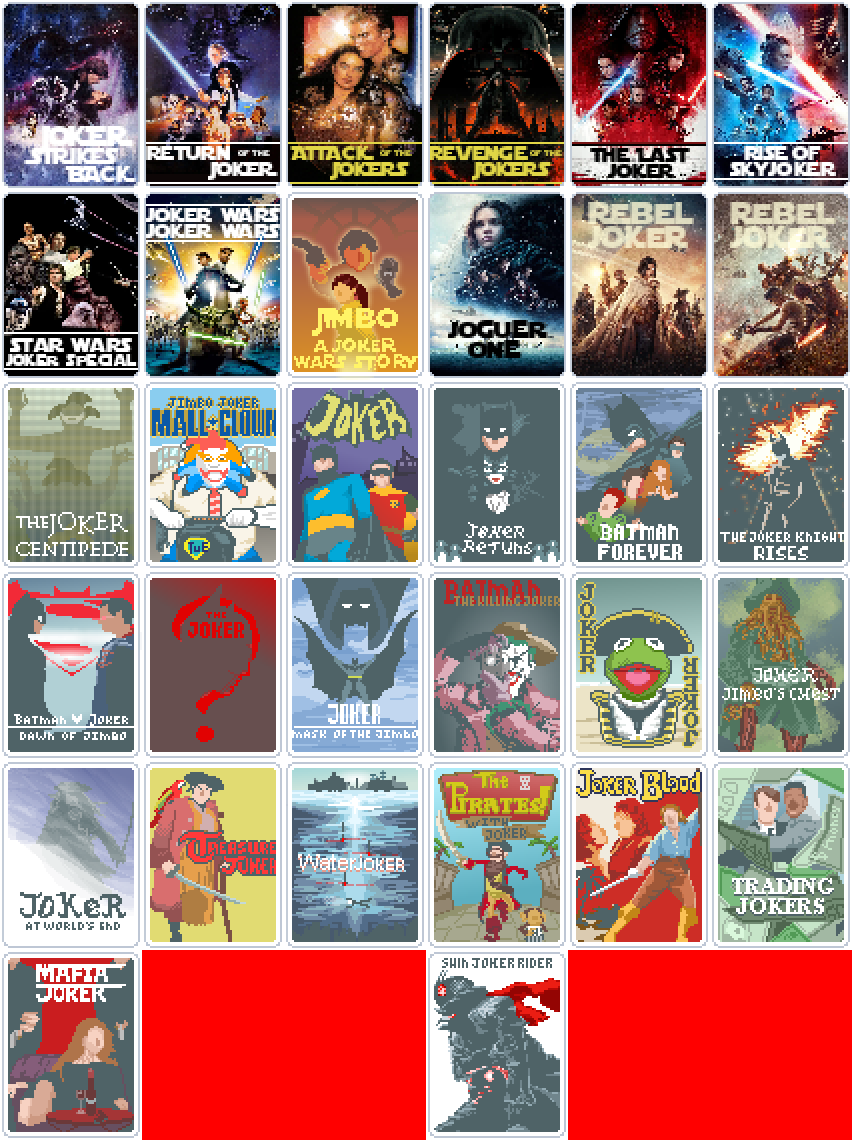 JOKER
STRIKES
BACK
RETURN OF THE
JOKER
ATTACK OF THE
JOKERS
REVENGE OF THE
JOKERS
THE LAST
JOKER
RISE OF
SKYJOKER
STAR WARS
JOKER SPECIAL
JOKER WARS
JOKER WARS
JIMBO
A JOKER
WARS STORY
JOGUER
ONE
REBEL
JOKER
REBEL
JOKER
THE JOKER
CENTIPEDE
JIMBO JOKER
MALL★CLOWN
JOKER
JOKER
RETURNS
BATMAN
FOREVER
THE JOKER KNIGHT
RISES
BATMAN V JOKER
DAWN OF JIMBO
THE
JOKER
JOKER
MASK OF THE JIMBO
BATMAN
THE KILLING JOKER
JOKER
JOKER
JOKER
JIMBO'S CHEST
JOKER
AT WORLD'S END
TREASURE
JOKER
WATERJOKER
The
PIRATES!
WITH
JOKER
JOKER BLOOD
TRADING
JOKERS
MAFIA
JOKER
SHIN JOKER RIDER